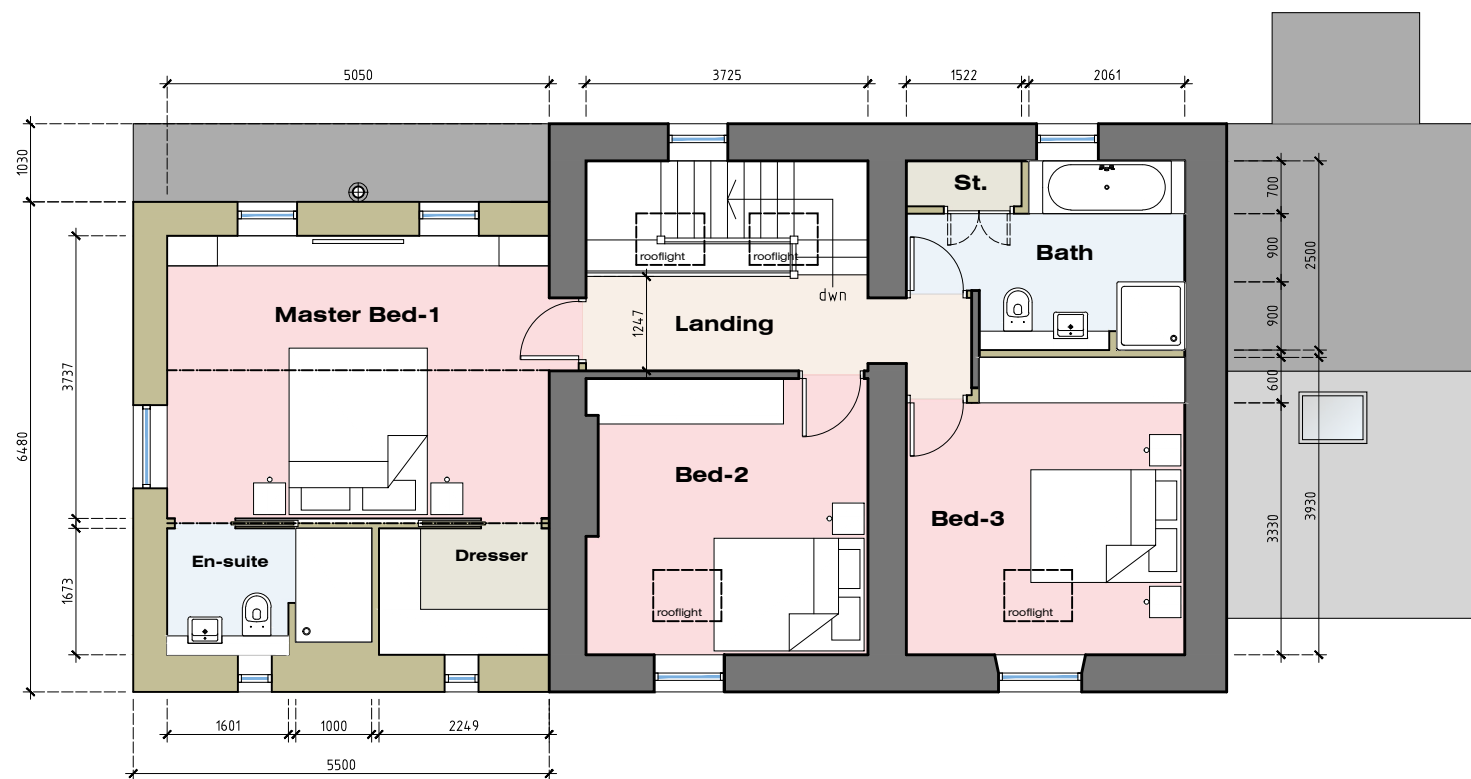 5050
3725
1522
2061
1030
6480
3737
1673
Master Bed-1
En-suite
Dresser
rooflight
rooflight
dwn
1247
Landing
St.
Bath
Bed-2
rooflight
Bed-3
rooflight
700
900
900
600
3330
2500
3930
1601
1000
2249
5500